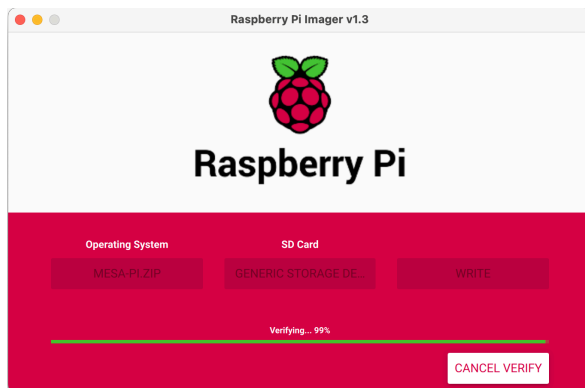 Raspberry Pi Imager v1.3
Raspberry Pi
Operating System
SD Card
MESA-PI.ZIP
GENERIC STORAGE DE...
WRITE
Verifying... 99%
CANCEL VERIFY